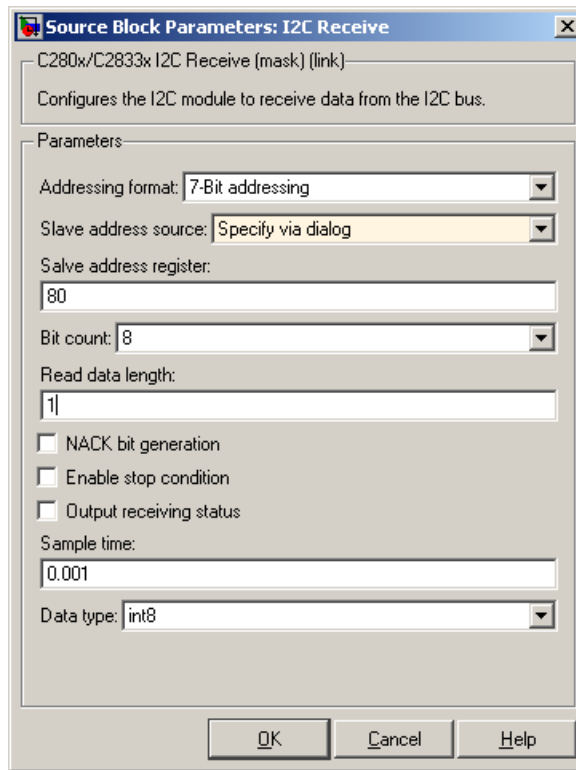 Source Block Parameters: I2C Receive
C280x/C2833x I2C Receive (mask) (link)
Configures the I2C module to receive data from the I2C bus.
Parameters
Addressing format: 7-Bit addressing
Slave address source: Specify via dialog
Salve address register:
80
Bit count: 8
Read data length:
1
NACK bit generation
Enable stop condition
Output receiving status
Sample time:
0.001
Data type: int8
OK Cancel Help